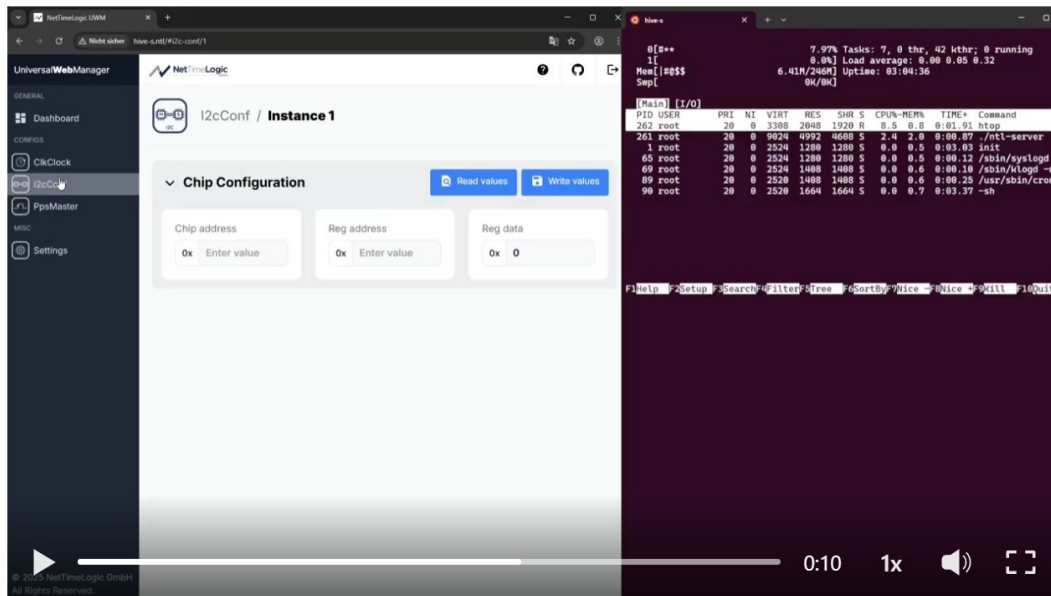 NetTimeLogic UWM
Nicht sicher hive-s.ntl/#i2c-conf/1
UniversalWebManager
GENERAL
Dashboard
CONFIGS
ClkClock
I2cCo
PpsMaster
MISC
Settings
© 2025 NetTimeLogic GmbH
All Rights Reserved.
NetTimeLogic
I2C
I2cConf / Instance 1
Chip Configuration
Read values
Write values
Chip address
0x Enter value
Reg address
0x Enter value
Reg data
0x 0
hive-s
0[#** 7.97% Tasks: 7, 0 thr, 42 kthr; 0 running
1[ 0.0%] Load average: 0.00 0.05 0.32
Mem[|#@$$ 6.41M/246M] Uptime: 03:04:36
Swp[ 0K/0K]
[Main] [I/O]
PID USER PRI NI VIRT RES SHR S CPU%-MEM% TIME+ Command
262 root 20 0 3308 2048 1920 R 8.5 0.8 0:01.91 htop
261 root 20 0 9024 4992 4608 S 2.4 2.0 0:00.87 ./ntl-server
1 root 20 0 2524 1280 1280 S 0.0 0.5 0:03.03 init
65 root 20 0 2524 1280 1280 S 0.0 0.5 0:00.12 /sbin/syslogd
69 root 20 0 2524 1408 1408 S 0.0 0.6 0:00.10 /sbin/klogd -
89 root 20 0 2520 1408 1408 S 0.0 0.6 0:00.25 /usr/sbin/cro
90 root 20 0 2520 1664 1664 S 0.0 0.7 0:03.37 -sh
F1Help F2Setup F3SearchF4FilterF5Tree F6SortByF7Nice -F8Nice +F9Kill F10Quit
0:10
1x